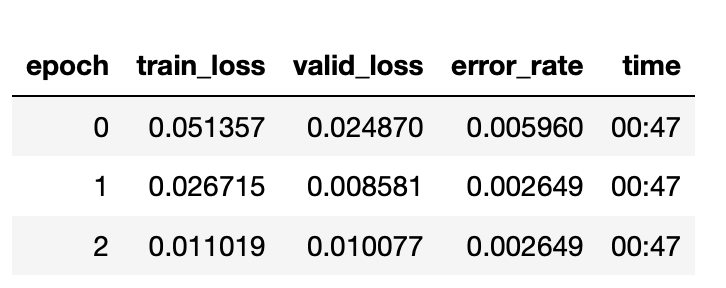 epoch train_loss valid_loss error_rate time
0 0.051357 0.024870 0.005960 00:47
1 0.026715 0.008581 0.002649 00:47
2 0.011019 0.010077 0.002649 00:47